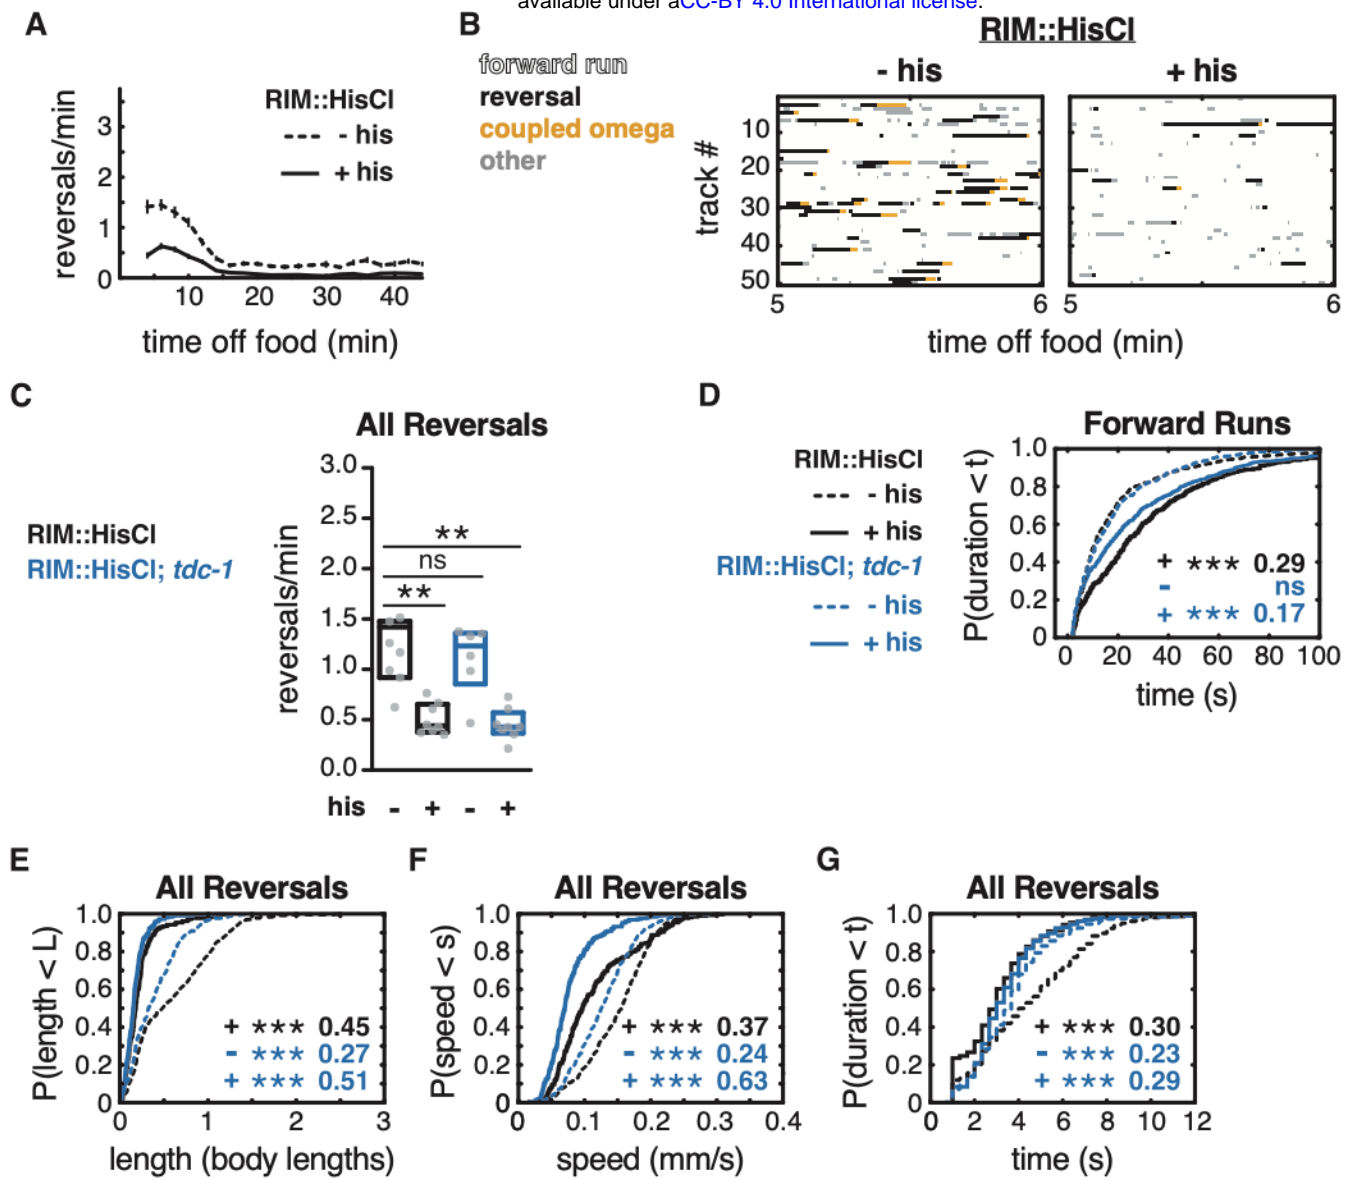 available under aCC-BY 4.0 International license.
A
reversals/min
3
2
1
0
RIM::HisCl
- his
+ his
10 20 30 40
time off food (min)
B
forward run
reversal
coupled omega
other
RIM::HisCl
- his
+ his
track #
10
20
30
40
50
5 6 5 6
time off food (min)
C
All Reversals
RIM::HisCl
RIM::HisCl; tdc-1
reversals/min
3.0
2.5
2.0
1.5
1.0
0.5
0.0
**
ns
**
his - + - +
D
Forward Runs
RIM::HisCl
- his
+ his
RIM::HisCl; tdc-1
- his
+ his
P(duration < t)
1.0
0.8
0.6
0.4
0.2
0
+ *** 0.29
- ns
+ *** 0.17
0 20 40 60 80 100
time (s)
E
All Reversals
P(length < L)
1.0
0.8
0.6
0.4
0.2
0
+ *** 0.45
- *** 0.27
+ *** 0.51
0 1 2 3
length (body lengths)
F
All Reversals
P(speed < s)
1.0
0.8
0.6
0.4
0.2
0
+ *** 0.37
- *** 0.24
+ *** 0.63
0 0.1 0.2 0.3 0.4
speed (mm/s)
G
All Reversals
P(duration < t)
1.0
0.8
0.6
0.4
0.2
0
+ *** 0.30
- *** 0.23
+ *** 0.29
0 2 4 6 8 10 12
time (s)